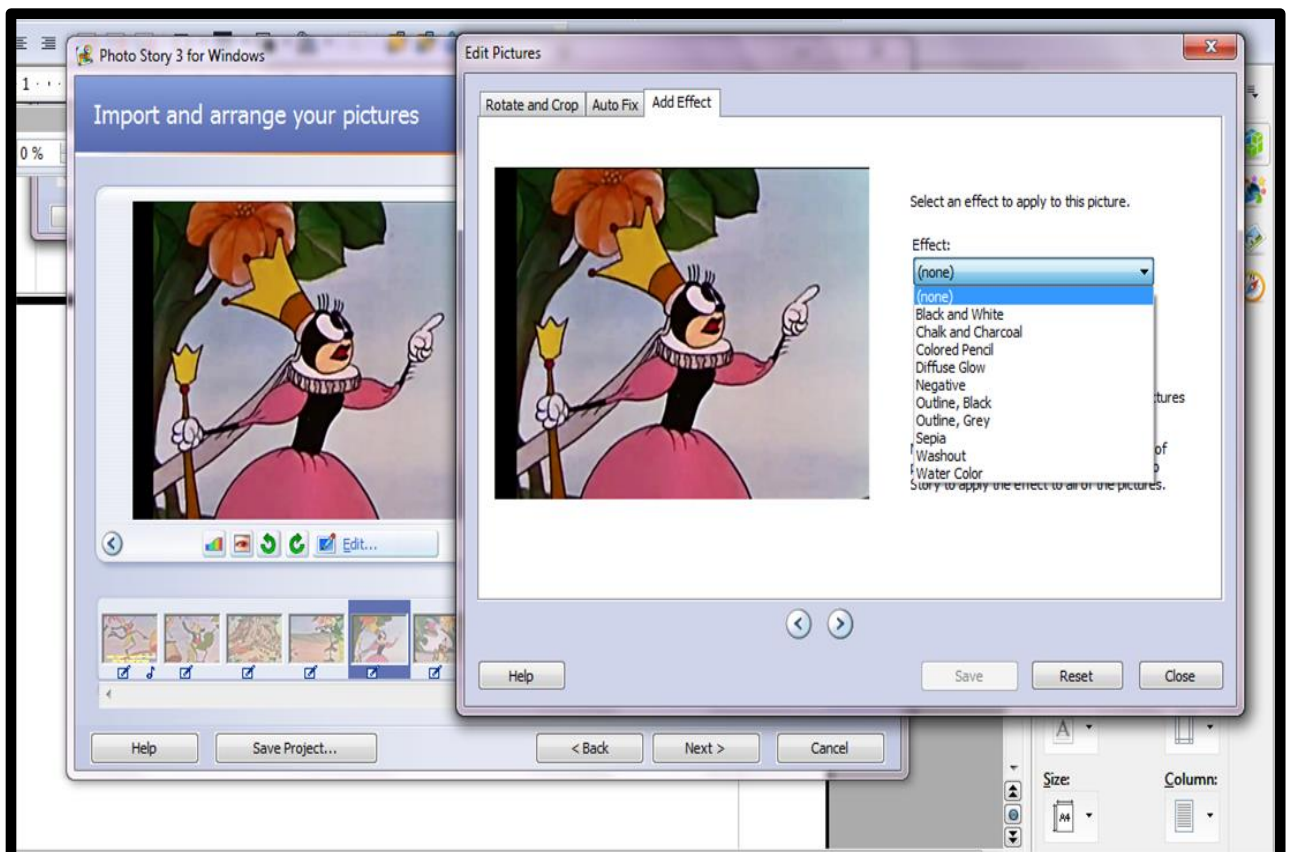 1
0 %
Photo Story 3 for Windows
Import and arrange your pictures
Edit...
Help
Save Project...
< Back
Next >
Cancel
Edit Pictures
Rotate and Crop
Auto Fix
Add Effect
Select an effect to apply to this picture.
Effect:
(none)
(none)
Black and White
Chalk and Charcoal
Colored Pencil
Diffuse Glow
Negative
Outline, Black
Outline, Grey
Sepia
Washout
Water Color
of
Story to apply the effect to all of the pictures.
Help
Save
Reset
Close
A
Size:
Column:
A4